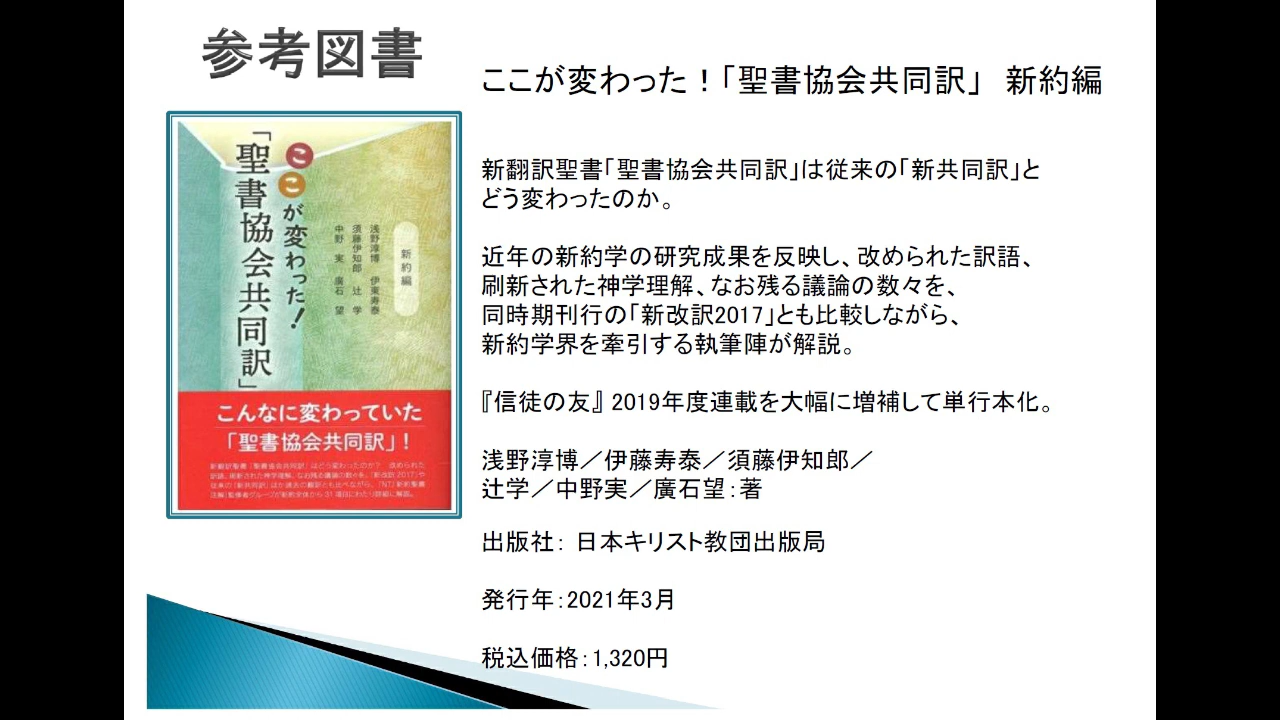 参考図書
ここが変わった！「聖書協会共同訳」 新約編
新翻訳聖書「聖書協会共同訳」は従来の「新共同訳」と
どう変わったのか。
近年の新約学の研究成果を反映し、改められた訳語、
刷新された神学理解、なお残る議論の数々を、
同時期刊行の「新改訳2017」とも比較しながら、
新約学界を牽引する執筆陣が解説。
『信徒の友』 2019年度連載を大幅に増補して単行本化。
浅野淳博／伊藤寿泰／須藤伊知郎／
辻学／中野実／廣石望：著
出版社： 日本キリスト教団出版局
発行年：2021年3月
税込価格：1,320円
ここが変わった！
「聖書協会共同訳」
新約編
浅野淳博 伊東寿泰
須藤伊知郎 辻 学
中野 実 廣石 望
こんなに変わっていた
「聖書協会共同訳」！